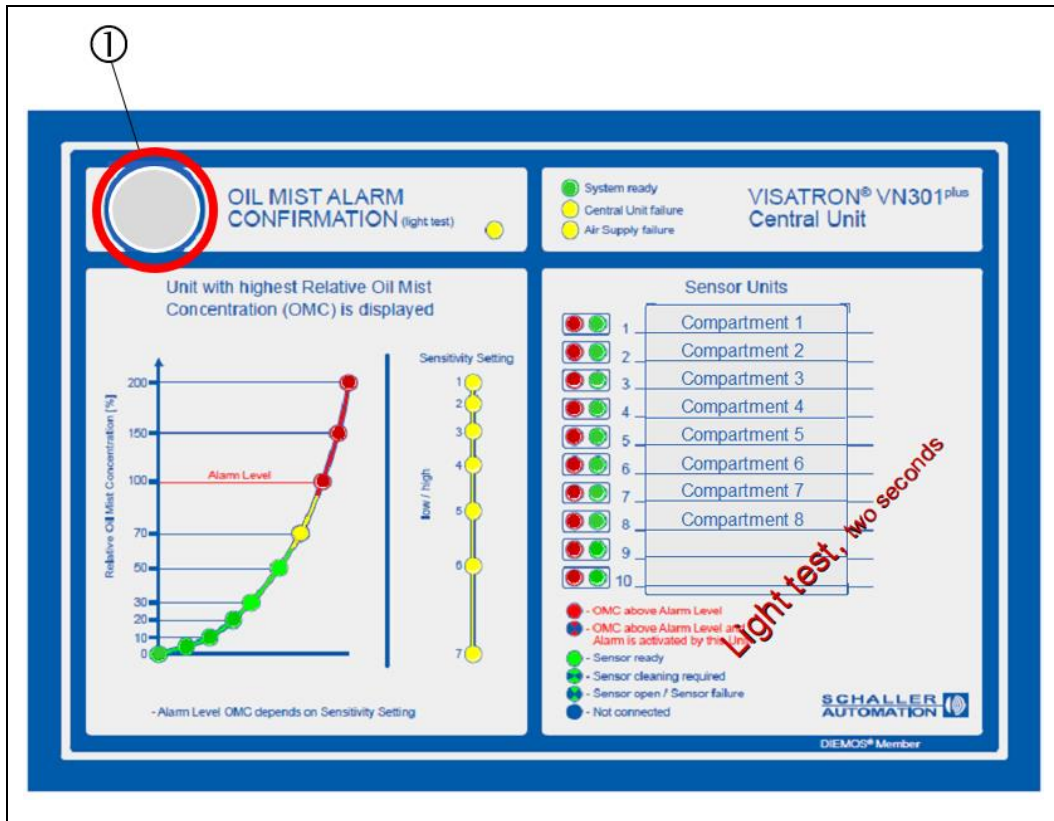 ①
OIL MIST ALARM
CONFIRMATION (light test)
System ready
Central Unit failure
Air Supply failure
VISATRON® VN301plus
Central Unit
Unit with highest Relative Oil Mist
Concentration (OMC) is displayed
Relative Oil Mist Concentration [%]
200
150
100
70
50
30
20
10
0
Alarm Level
Sensitivity Setting
low / high
1
2
3
4
5
6
7
- Alarm Level OMC depends on Sensitivity Setting
Sensor Units
1 Compartment 1
2 Compartment 2
3 Compartment 3
4 Compartment 4
5 Compartment 5
6 Compartment 6
7 Compartment 7
8 Compartment 8
9
10
Light test, two seconds
- OMC above Alarm Level
- OMC above Alarm Level and
Alarm is activated by this Unit
- Sensor ready
- Sensor cleaning required
- Sensor open / Sensor failure
- Not connected
SCHALLER
AUTOMATION
DIEMOS® Member